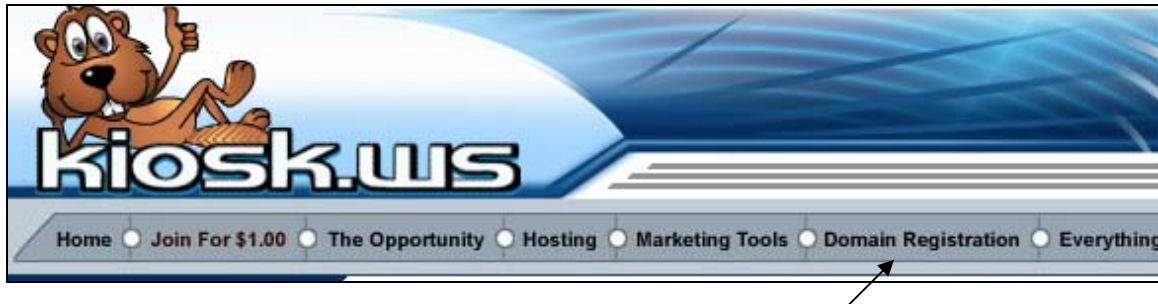 kiosk.ws
Home Join For $1.00 The Opportunity Hosting Marketing Tools Domain Registration Everything